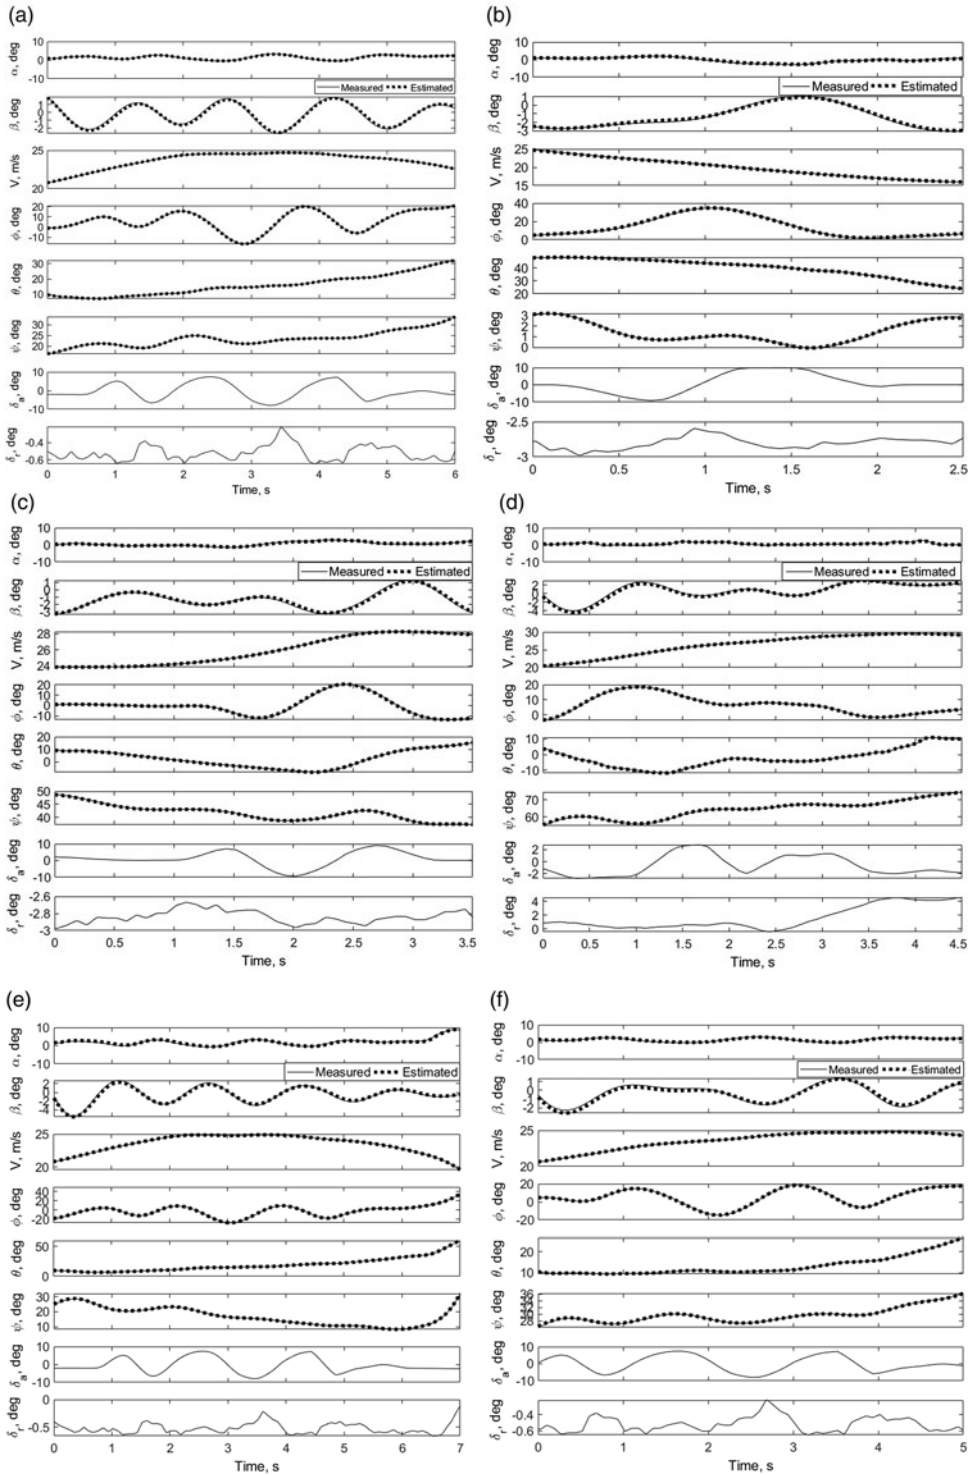 (a)
α, deg
10
0
-10
Measured
Estimated
β, deg
V, m/s
25
20
ϕ, deg
20
10
0
-10
θ, deg
30
20
10
ψ, deg
30
25
20
δa, deg
10
0
-10
δr, deg
-0.4
-0.6
0 1 2 3 4 5 6
Time, s
(b)
α, deg
10
0
-10
Measured
Estimated
β, deg
1
0
-3
V, m/s
25
20
15
ϕ, deg
40
20
0
θ, deg
40
30
20
ψ, deg
3
2
1
0
δa, deg
10
0
-10
δr, deg
-2.5
-3
0 0.5 1 1.5 2 2.5
Time, s
(c)
α, deg
10
0
-10
Measured
Estimated
β, deg
1
0
-3
V, m/s
28
26
24
ϕ, deg
20
10
0
-10
θ, deg
20
10
0
ψ, deg
50
45
40
δa, deg
10
0
-10
δr, deg
-2.6
-2.8
-3
0 0.5 1 1.5 2 2.5 3 3.5
Time, s
(d)
α, deg
10
0
-10
Measured
Estimated
β, deg
2
0
-2
-4
V, m/s
30
25
20
ϕ, deg
20
10
0
θ, deg
10
0
-10
ψ, deg
70
60
δa, deg
2
0
-2
δr, deg
4
2
0
0 0.5 1 1.5 2 2.5 3 3.5 4 4.5
Time, s
(e)
α, deg
10
0
-10
Measured
Estimated
β, deg
2
0
-2
-4
V, m/s
25
20
ϕ, deg
40
20
0
-20
θ, deg
50
0
ψ, deg
30
20
10
δa, deg
10
0
-10
δr, deg
0
-0.5
0 1 2 3 4 5 6 7
Time, s
(f)
α, deg
10
0
-10
Measured
Estimated
β, deg
1
0
-2
V, m/s
25
20
ϕ, deg
20
0
-20
θ, deg
20
10
ψ, deg
36
34
32
30
28
δa, deg
10
0
-10
δr, deg
-0.4
-0.6
0 1 2 3 4 5
Time, s